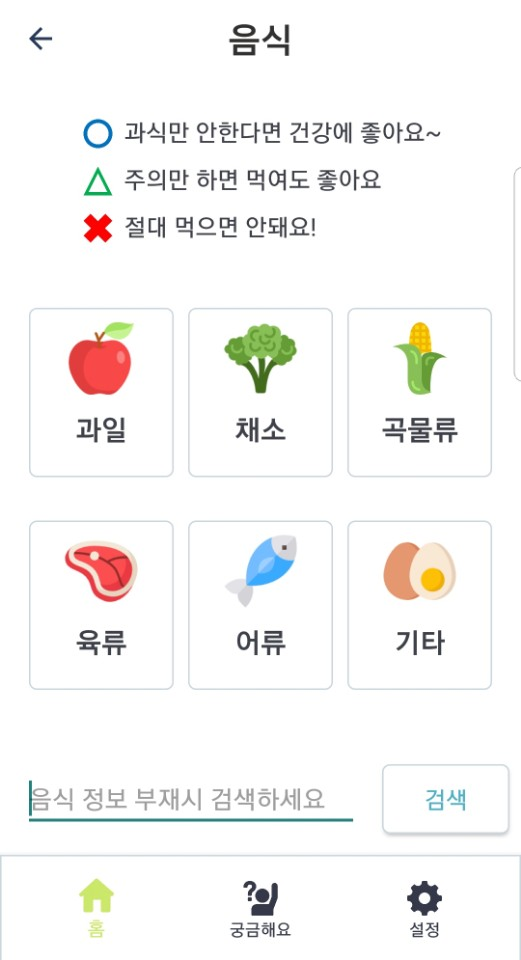 음식
과식만 안한다면 건강에 좋아요~
주의만 하면 먹여도 좋아요
절대 먹으면 안돼요!
과일
채소
곡물류
육류
어류
기타
음식 정보 부재시 검색하세요
검색
홈
궁금해요
설정